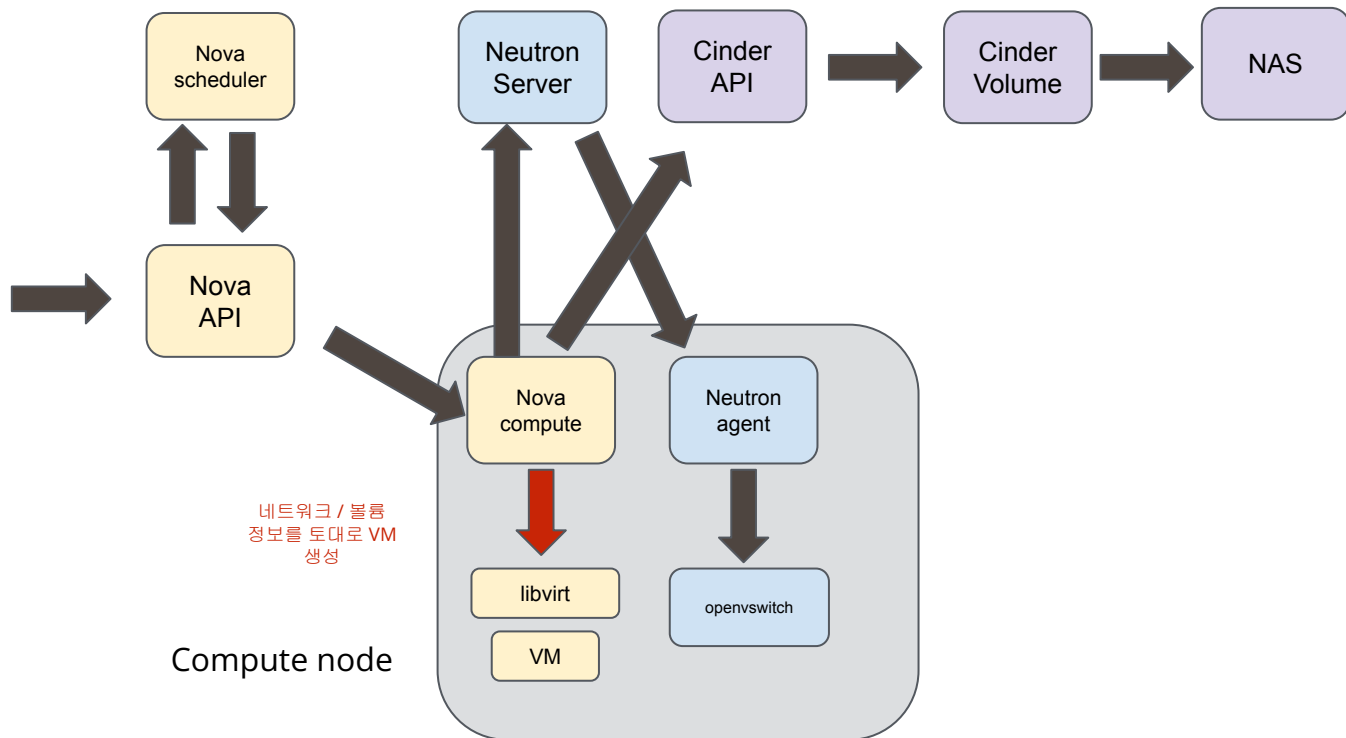 Nova
scheduler
Neutron
Server
Cinder
API
Cinder
Volume
NAS
Nova
API
Nova
compute
Neutron
agent
네트워크 / 볼륨
정보를 토대로 VM
생성
libvirt
openvswitch
VM
Compute node